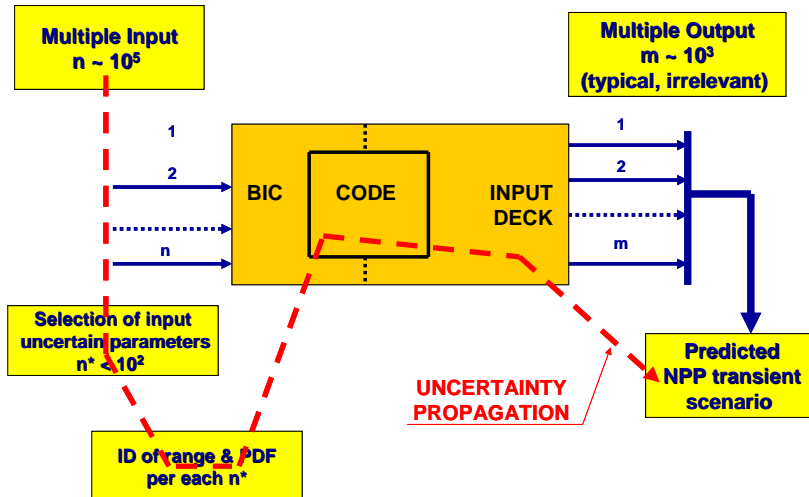 Multiple Input
n ~ 10⁵
Multiple Output
m ~ 10³
(typical, irrelevant)
1
2
n
BIC
CODE
INPUT
DECK
1
2
m
Selection of input
uncertain parameters
n* < 10²
ID of range & PDF
per each n*
UNCERTAINTY
PROPAGATION
Predicted
NPP transient
scenario